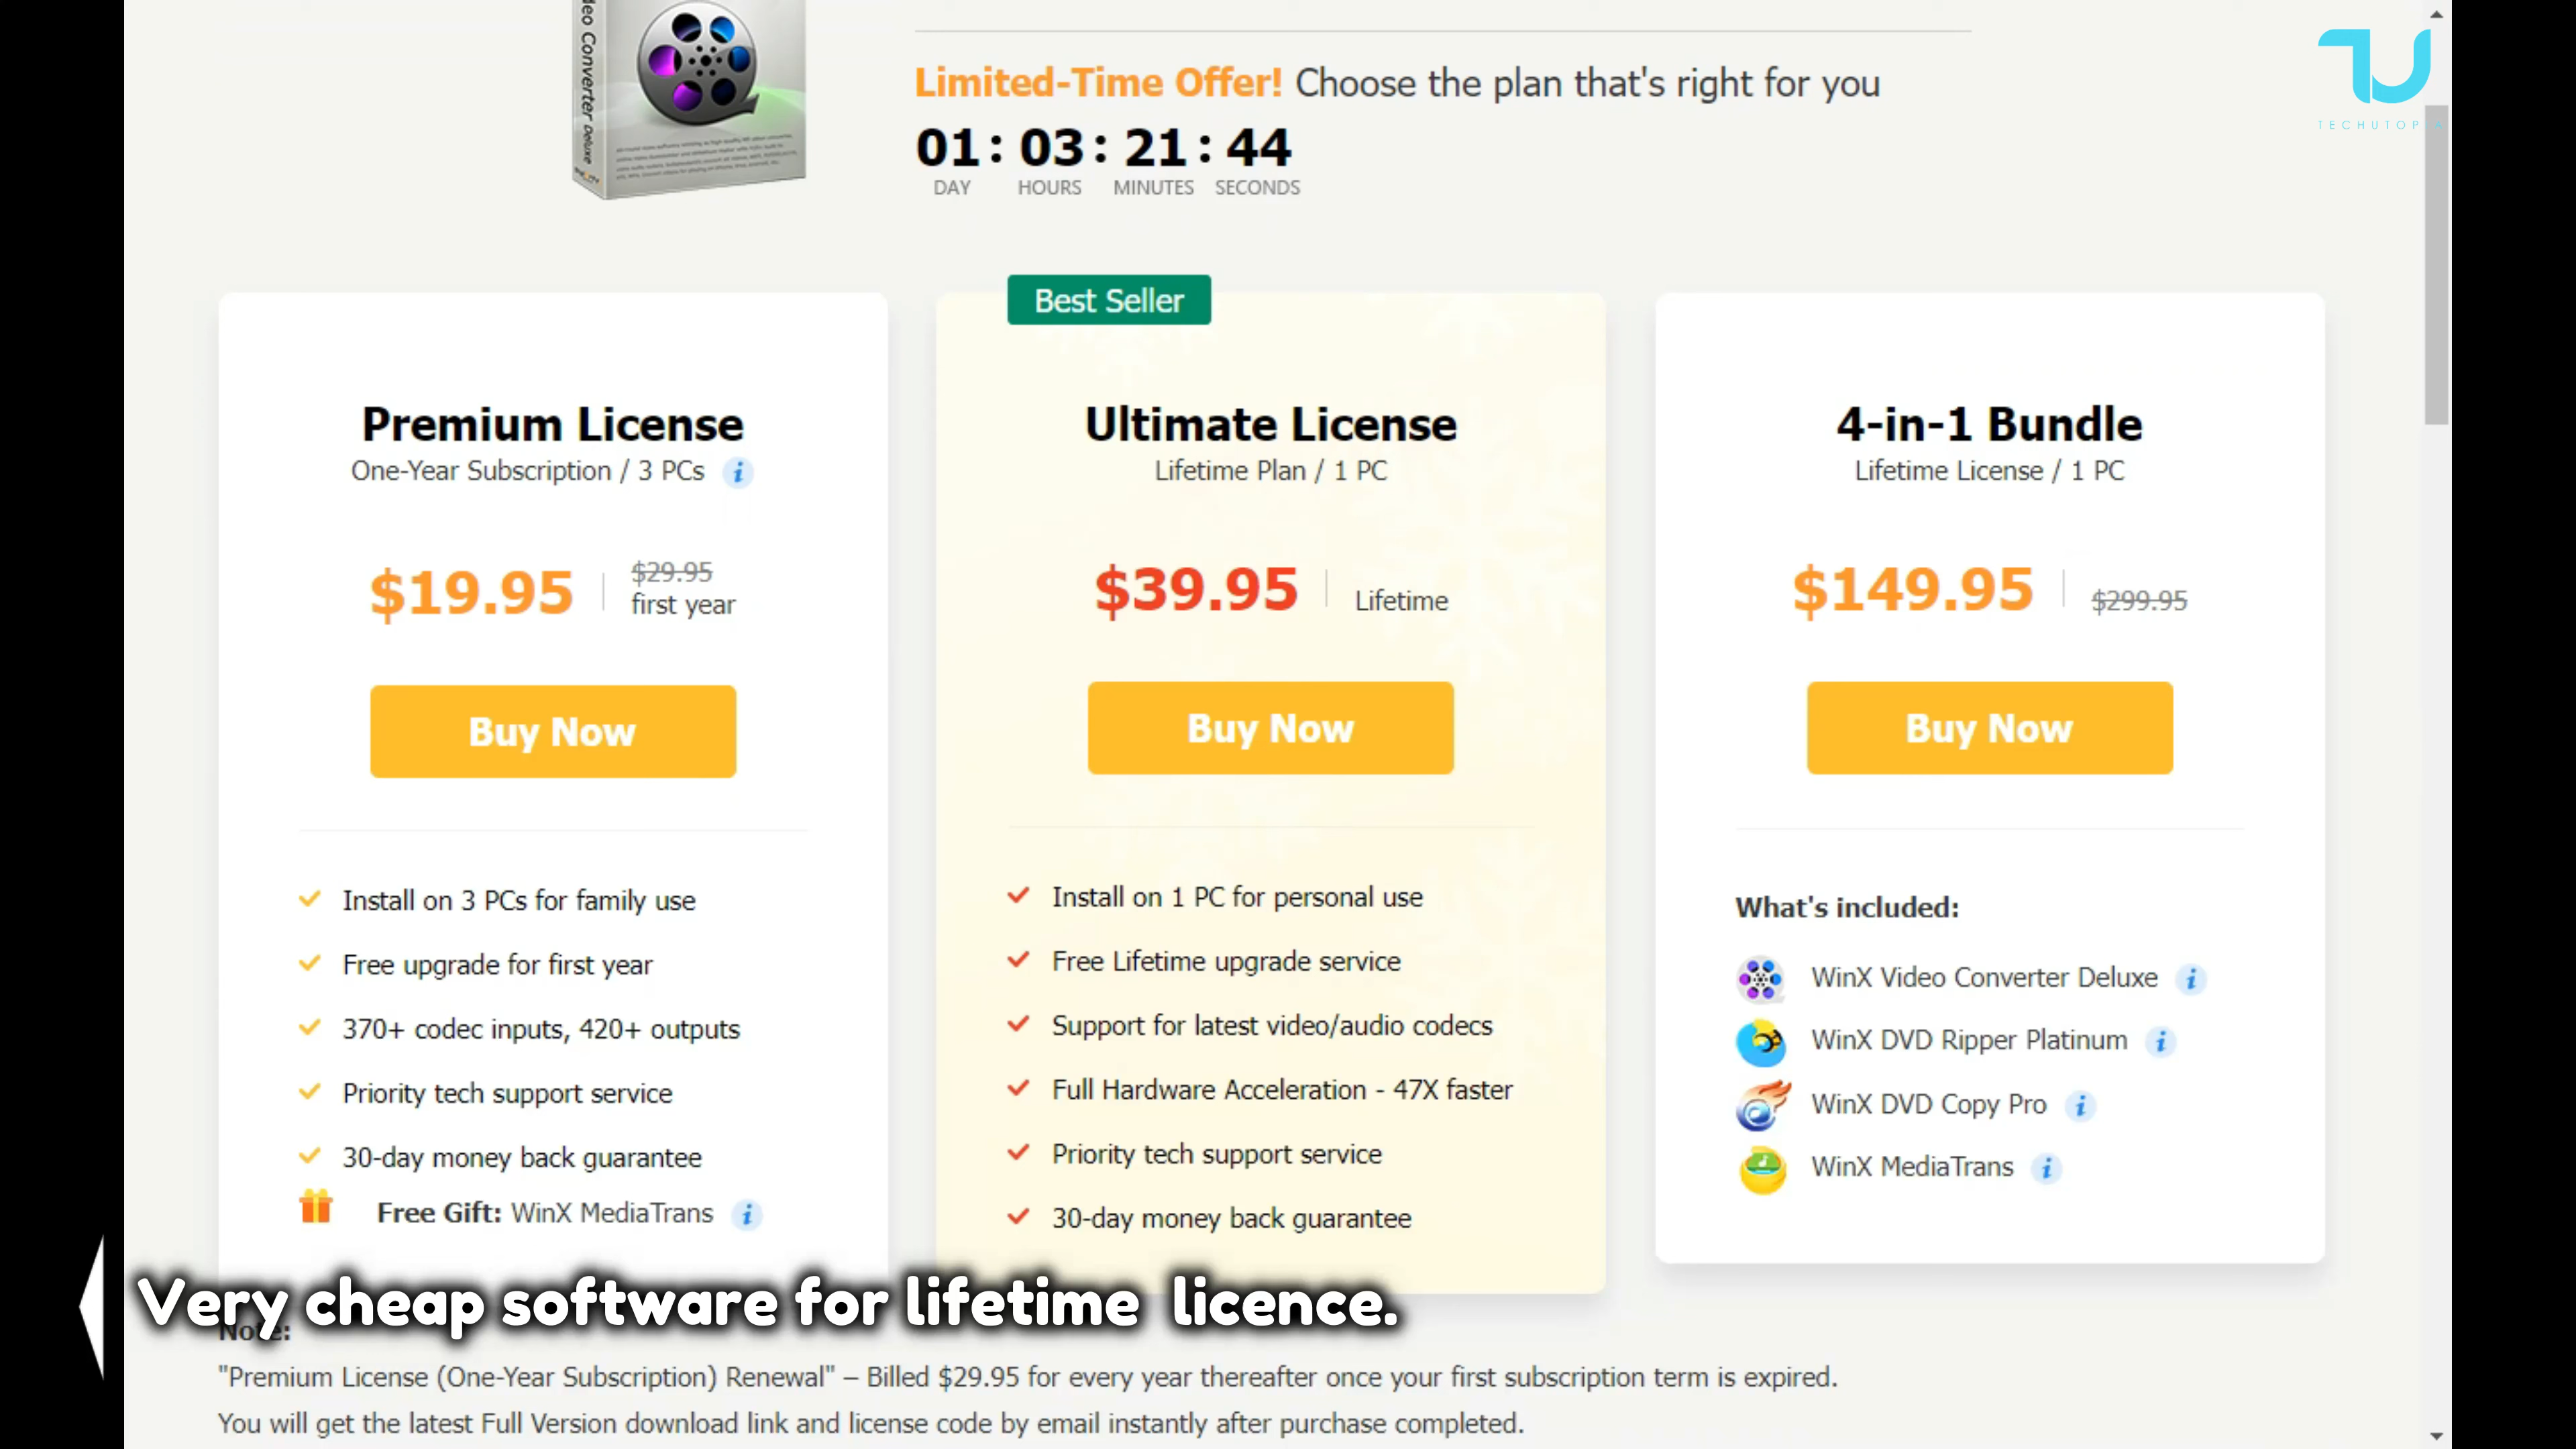 eo Converter Deluxe
TECHUTOPIA
Limited-Time Offer! Choose the plan that's right for you
01 : 03 : 21 : 44
DAY HOURS MINUTES SECONDS
Best Seller
Premium License
One-Year Subscription / 3 PCs i
$19.95
$29.95
first year
Buy Now
Install on 3 PCs for family use
Free upgrade for first year
370+ codec inputs, 420+ outputs
Priority tech support service
30-day money back guarantee
Free Gift: WinX MediaTrans i
Ultimate License
Lifetime Plan / 1 PC
$39.95 Lifetime
Buy Now
Install on 1 PC for personal use
Free Lifetime upgrade service
Support for latest video/audio codecs
Full Hardware Acceleration - 47X faster
Priority tech support service
30-day money back guarantee
4-in-1 Bundle
Lifetime License / 1 PC
$149.95 $299.95
Buy Now
What's included:
WinX Video Converter Deluxe i
WinX DVD Ripper Platinum i
WinX DVD Copy Pro i
WinX MediaTrans i
Very cheap software for lifetime licence.
Note:
"Premium License (One-Year Subscription) Renewal" – Billed $29.95 for every year thereafter once your first subscription term is expired.
You will get the latest Full Version download link and license code by email instantly after purchase completed.